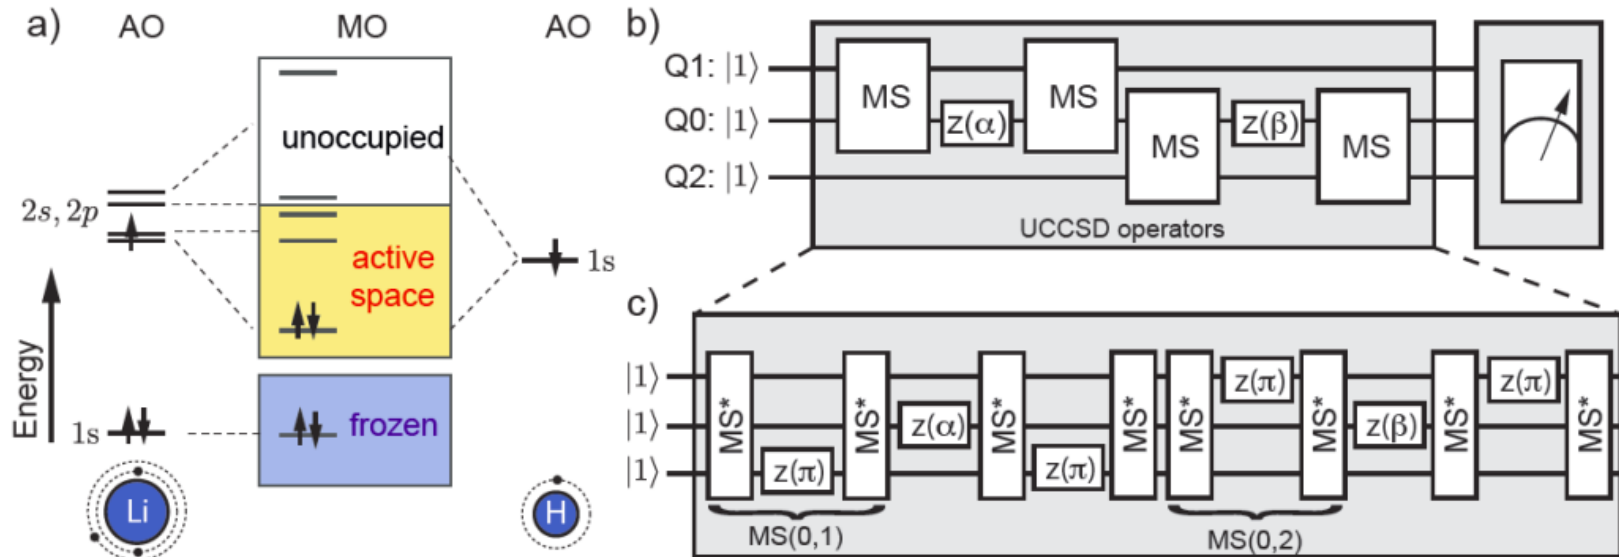 a)
AO
MO
AO
unoccupied
2s, 2p
active
space
1s
Energy
1s
frozen
Li
H
b)
Q1: |1⟩
Q0: |1⟩
Q2: |1⟩
MS
z(α)
MS
MS
z(β)
MS
UCCSD operators
c)
|1⟩
|1⟩
|1⟩
MS*
z(π)
MS*
z(α)
MS*
z(π)
MS*
MS*
z(π)
MS*
z(β)
MS*
z(π)
MS*
MS(0,1)
MS(0,2)